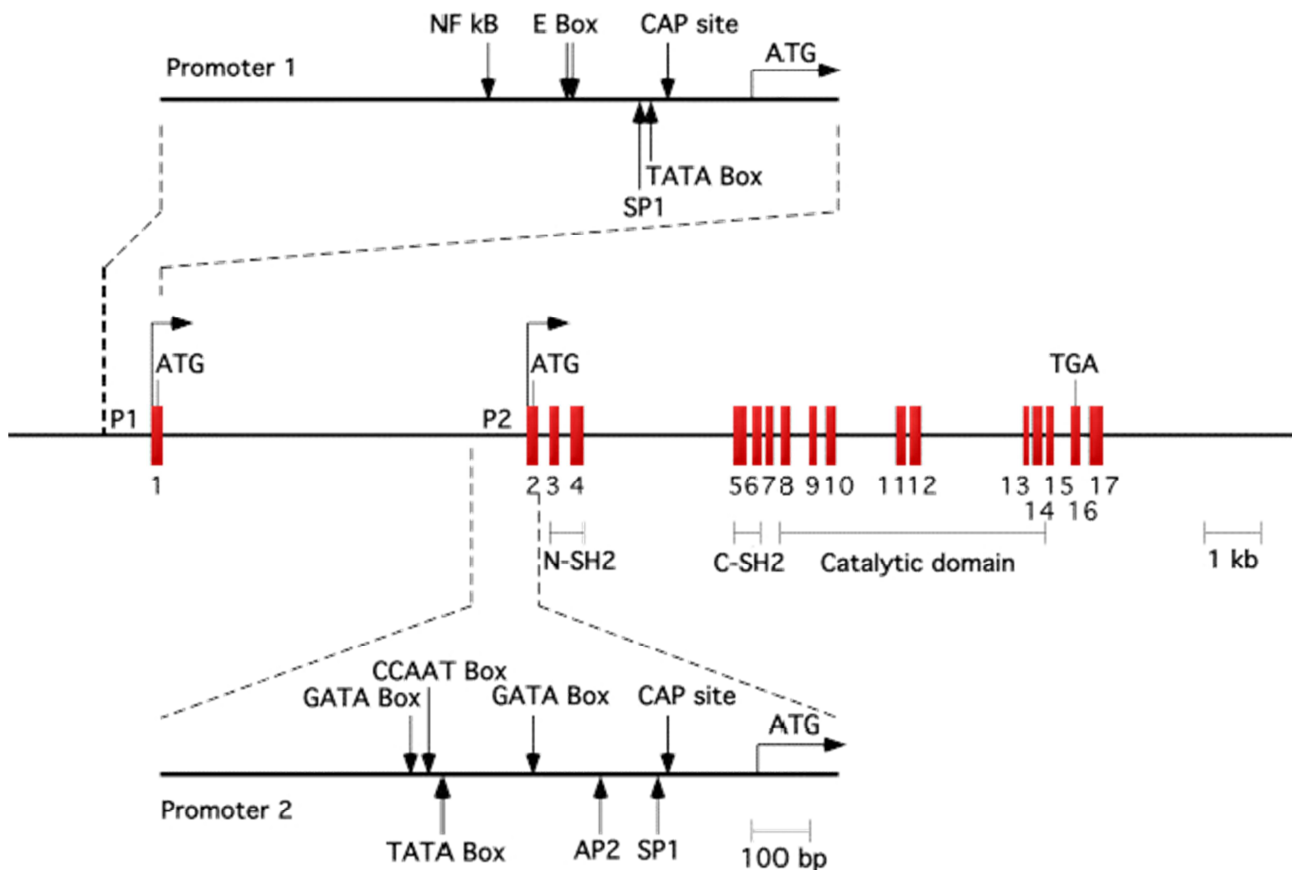 NF kB E Box CAP site
ATG
Promoter 1
TATA Box
SP1
ATG ATG TGA
P1 P2
1 2 3 4 5 6 7 8 9 10 11 12 13 15 17
14 16
N-SH2 C-SH2 Catalytic domain 1 kb
CCAAT Box
GATA Box GATA Box CAP site
ATG
Promoter 2
TATA Box AP2 SP1 100 bp